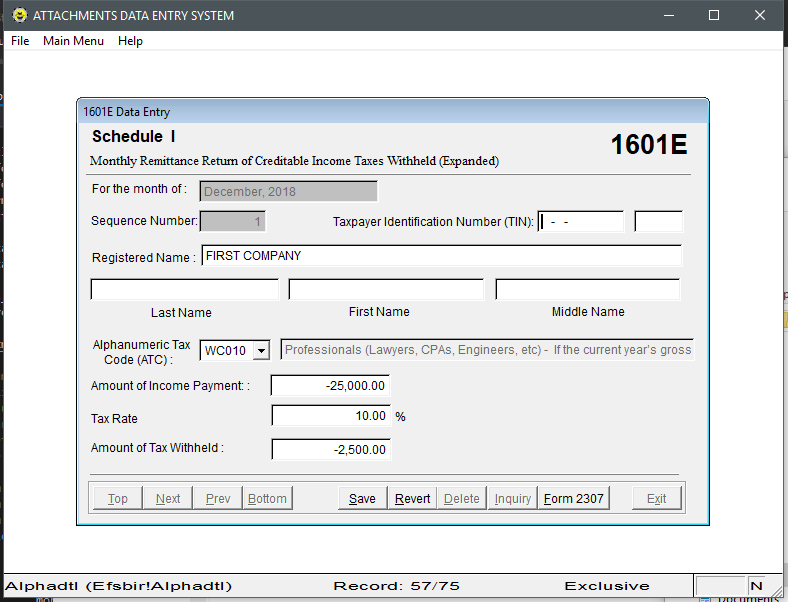 ATTACHMENTS DATA ENTRY SYSTEM
File Main Menu Help
1601E Data Entry
Schedule I
1601E
Monthly Remittance Return of Creditable Income Taxes Withheld (Expanded)
For the month of : December, 2018
Sequence Number: 1 Taxpayer Identification Number (TIN): - -
Registered Name : FIRST COMPANY
Last Name First Name Middle Name
Alphanumeric Tax
Code (ATC) : WC010 Professionals (Lawyers, CPAs, Engineers, etc) - If the current year's gross
Amount of Income Payment: : -25,000.00
Tax Rate 10.00 %
Amount of Tax Withheld : -2,500.00
Top Next Prev Bottom Save Revert Delete Inquiry Form 2307 Exit
Alphadtl (Efsbir!Alphadtl) Record: 57/75 Exclusive N